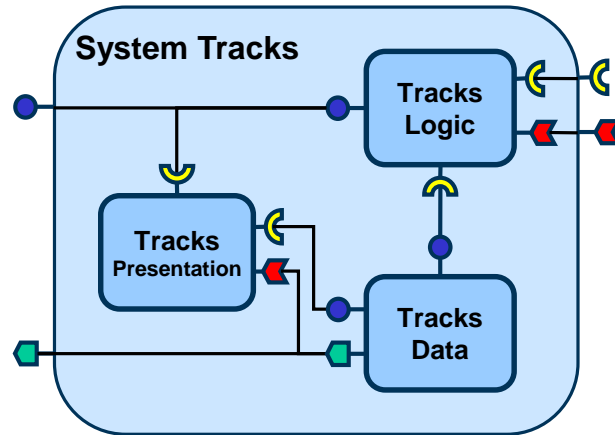 System Tracks
Tracks
Logic
Tracks
Presentation
Tracks
Data